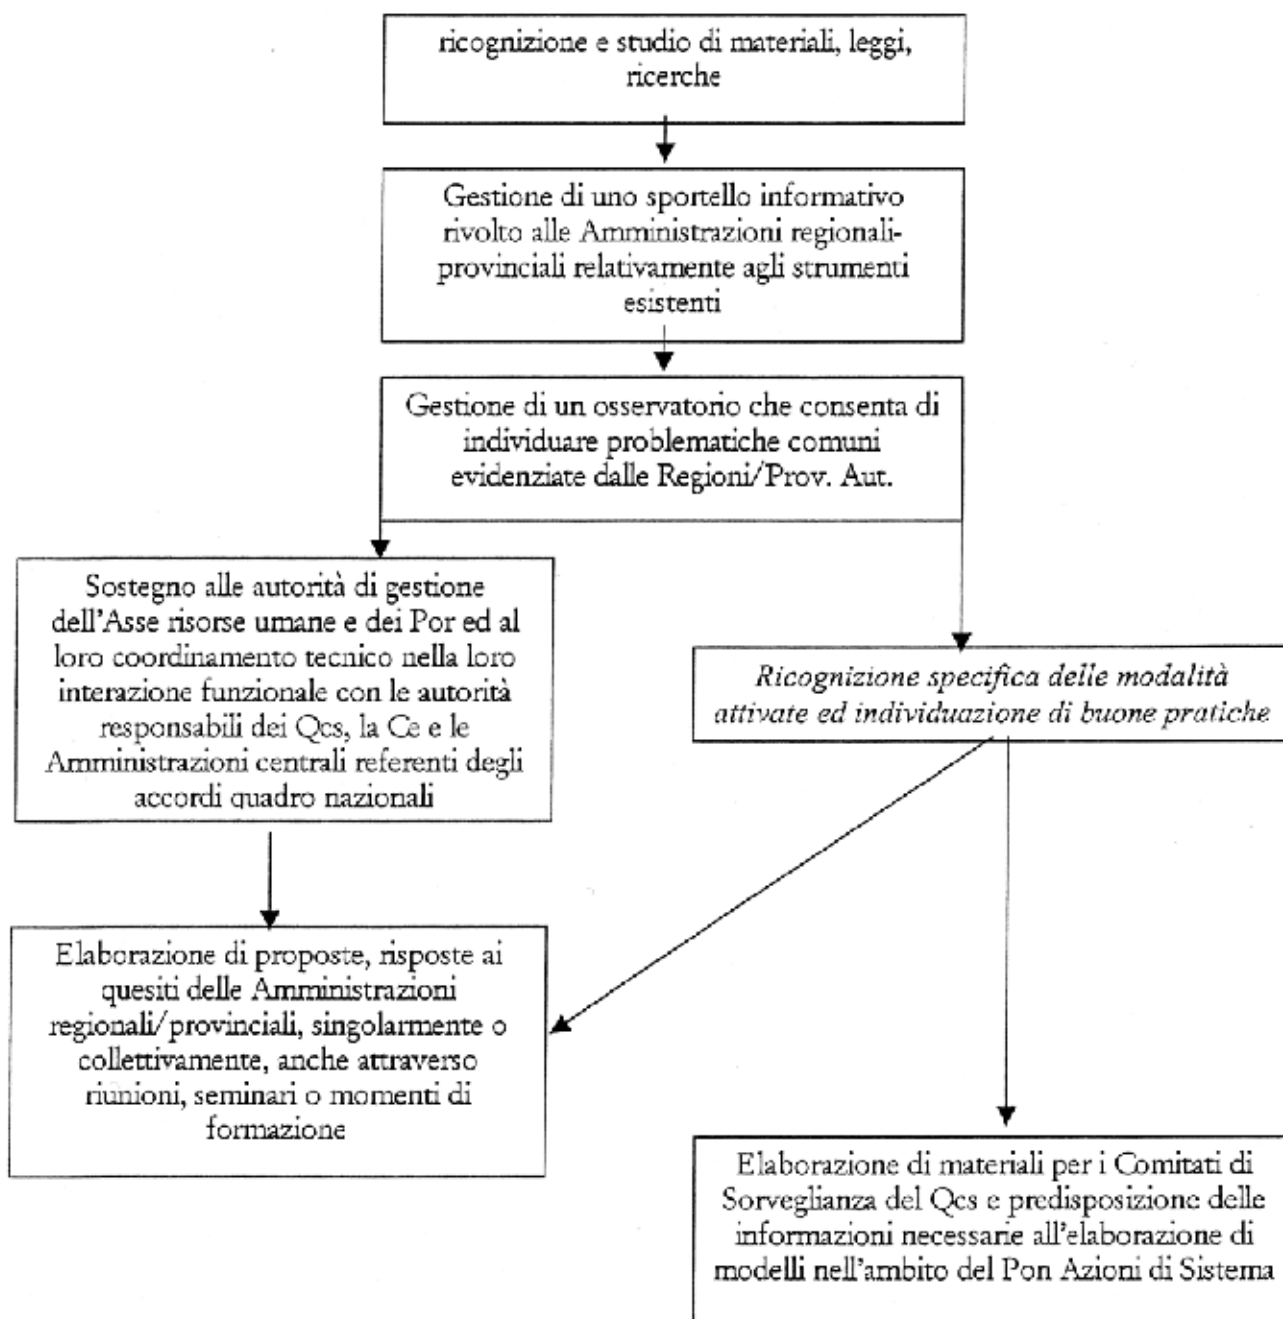 ricognizione e studio di materiali, leggi,
ricerche
Gestione di uno sportello informativo
rivolto alle Amministrazioni regionali-
provinciali relativamente agli strumenti
esistenti
Gestione di un osservatorio che consenta di
individuare problematiche comuni
evidenziate dalle Regioni/Prov. Aut.
Sostegno alle autorità di gestione
dell'Asse risorse umane e dei Por ed al
loro coordinamento tecnico nella loro
interazione funzionale con le autorità
responsabili dei Qcs, la Ce e le
Amministrazioni centrali referenti degli
accordi quadro nazionali
Ricognizione specifica delle modalità
attivate ed individuazione di buone pratiche
Elaborazione di proposte, risposte ai
quesiti delle Amministrazioni
regionali/provinciali, singolarmente o
collettivamente, anche attraverso
riunioni, seminari o momenti di
formazione
Elaborazione di materiali per i Comitati di
Sorveglianza del Qcs e predisposizione delle
informazioni necessarie all'elaborazione di
modelli nell'ambito del Pon Azioni di Sistema